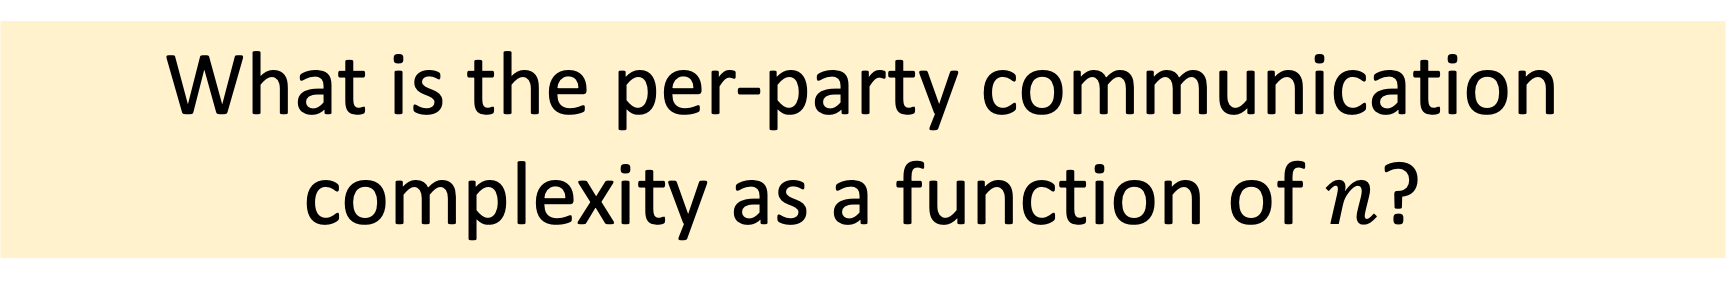 What is the per-party communication
complexity as a function of n?